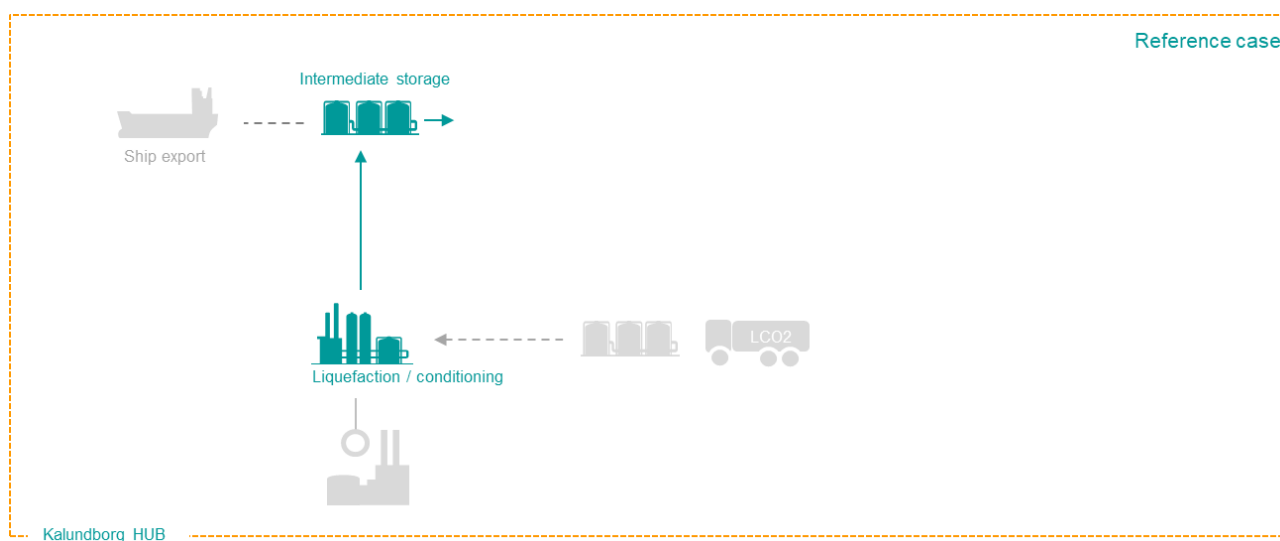 Reference case
Intermediate storage
Ship export
LCO2
Liquefaction / conditioning
Kalundborg HUB